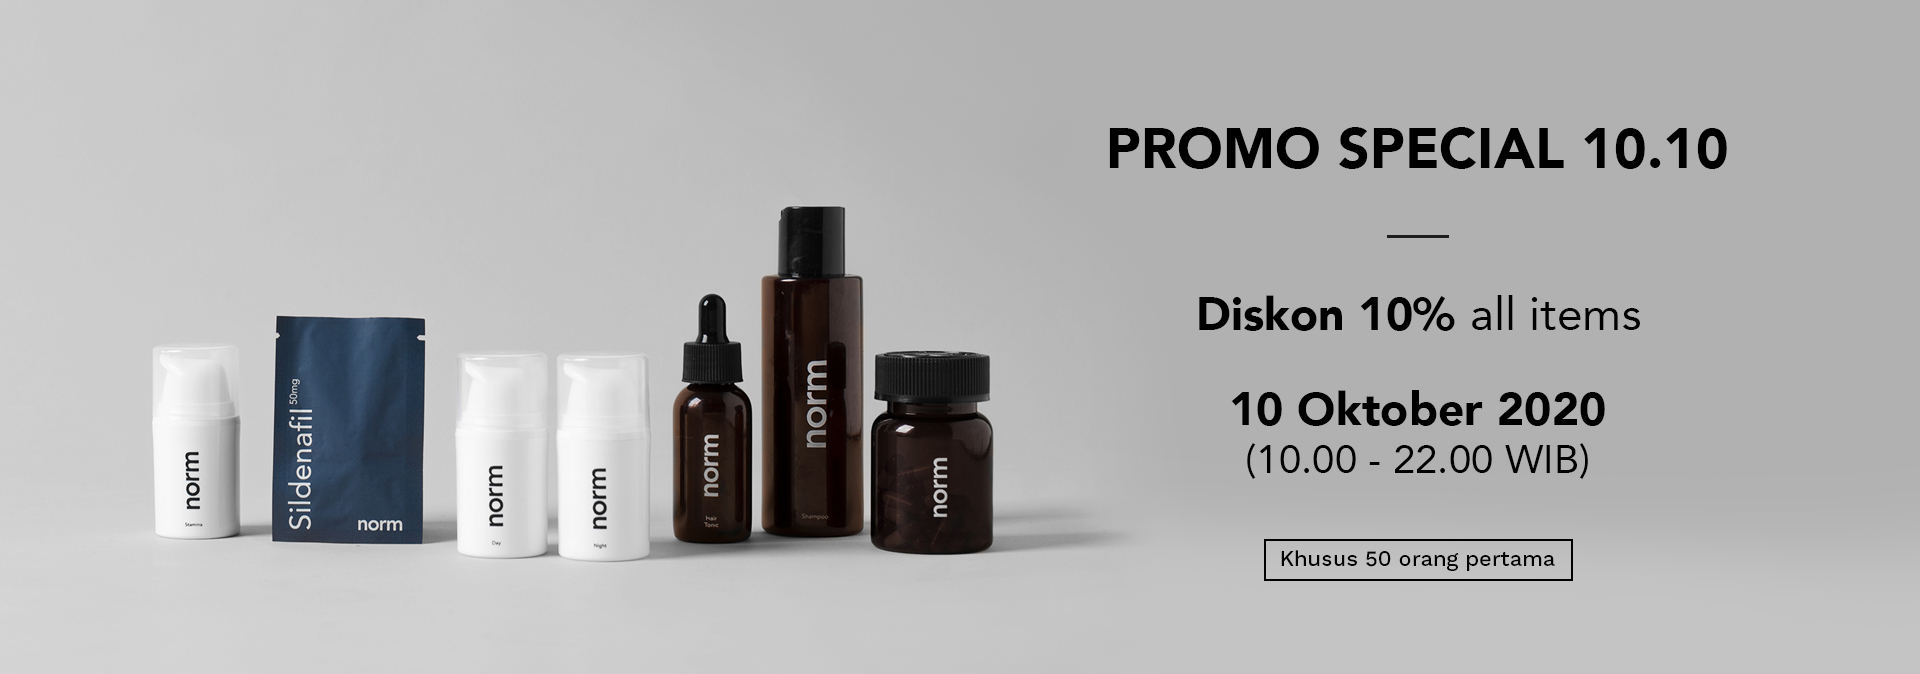 PROMO SPECIAL 10.10
Diskon 10% all items
10 Oktober 2020
(10.00 - 22.00 WIB)
Khusus 50 orang pertama
norm
Stamina
Sildenafil 50mg
norm
norm
Day
norm
Night
norm
Hair
Tonic
norm
Shampoo
norm